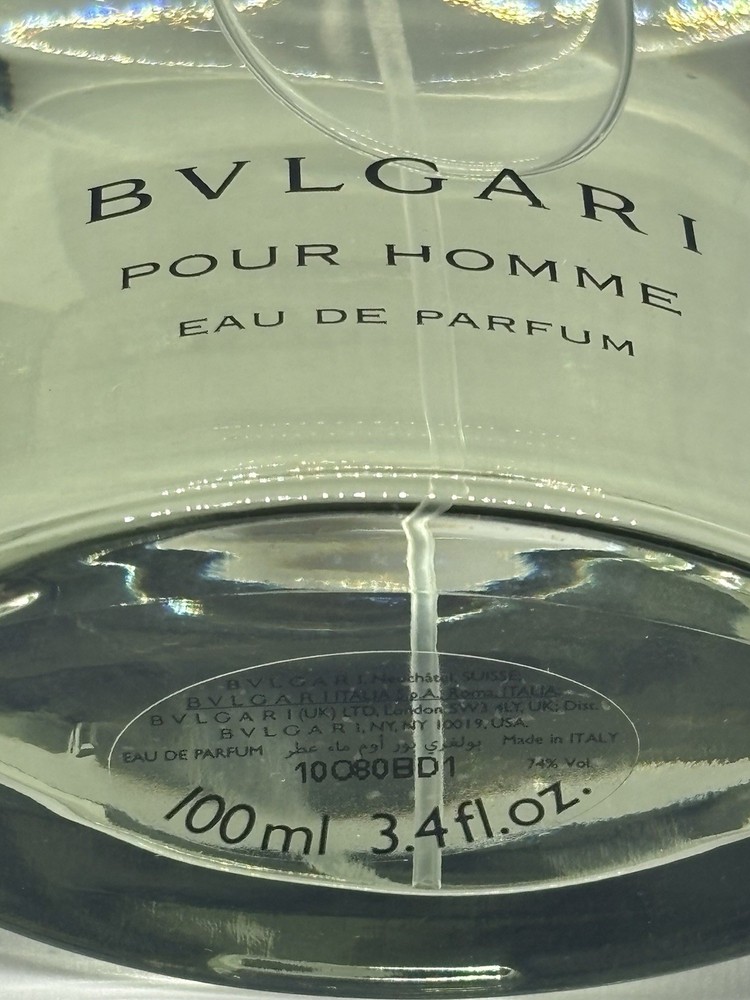 BVLGARI
POUR HOMME
EAU DE PARFUM
BVLGARI Neuchâtel, SUISSE.
BVLGARI ITALIA S.p.A. Roma, ITALIA.
BVLGARI (UK) LTD, London SW3 4LY, UK; Dist.
BVLGARI, NY, NY 10019, USA.
EAU DE PARFUM بولغري بور أوم ماء عطر Made in ITALY
10080BD1 74% Vol.
100ml 3.4fl.oz.